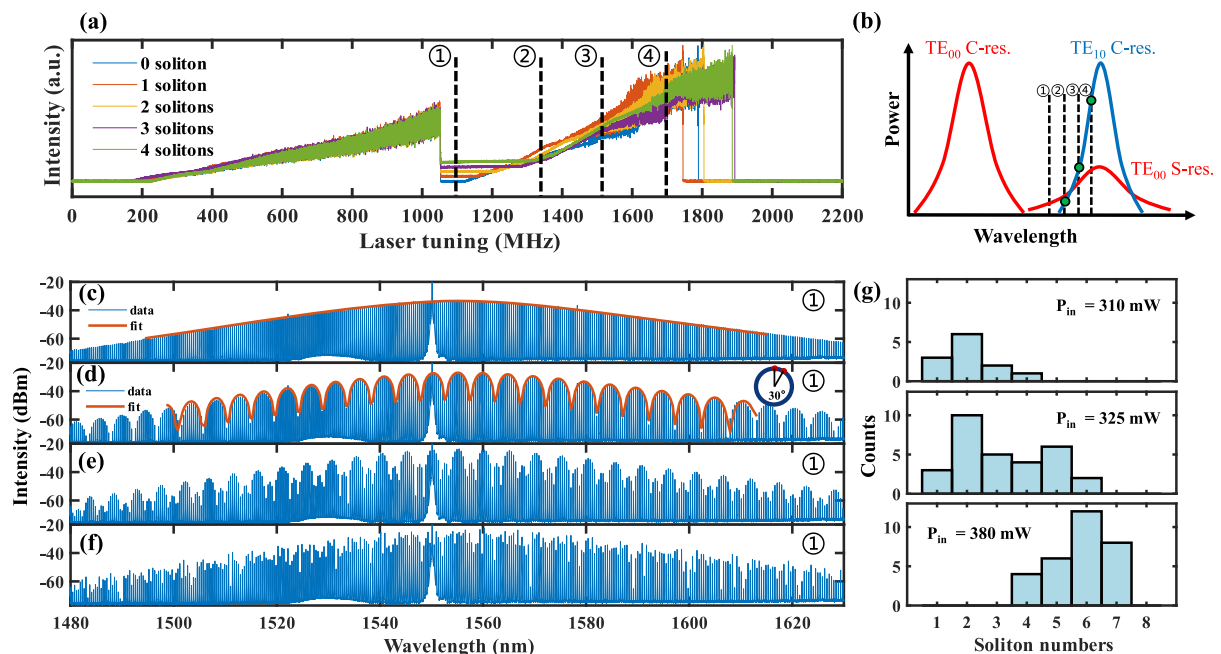 (a)
Intensity (a.u.)
0 soliton
1 soliton
2 solitons
3 solitons
4 solitons
① ② ③ ④
0 200 400 600 800 1000 1200 1400 1600 1800 2000 2200
Laser tuning (MHz)
(b)
Power
TE00 C-res.
TE10 C-res.
① ② ③ ④
TE00 S-res.
Wavelength
(c)
data
fit
①
-20
-40
-60
-20
(d)
data
fit
30°
①
-40
-60
-20
(e)
①
-40
-60
-20
(f)
①
-40
-60
Intensity (dBm)
1480 1500 1520 1540 1560 1580 1600 1620
Wavelength (nm)
(g)
Pin = 310 mW
10
5
0
Pin = 325 mW
10
5
0
Pin = 380 mW
10
5
0
Counts
1 2 3 4 5 6 7 8
Soliton numbers